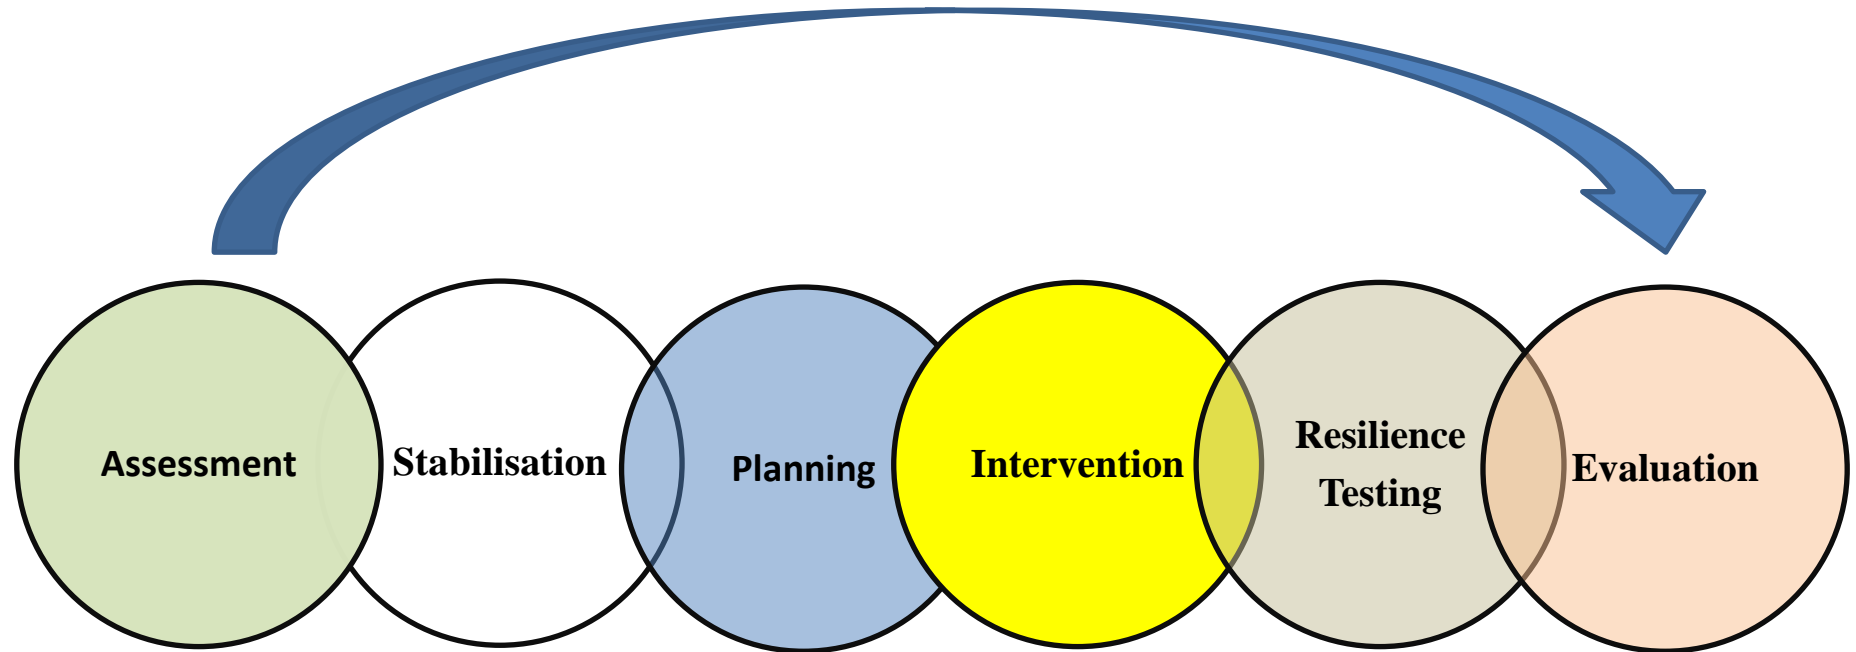 Assessment
Stabilisation
Planning
Intervention
Resilience
Testing
Evaluation